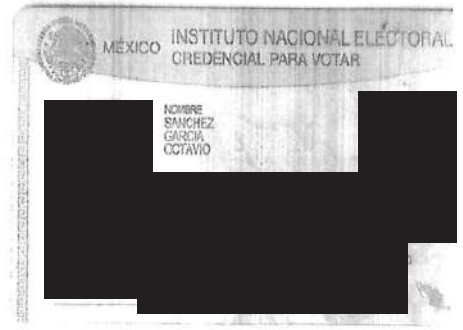 MÉXICO
INSTITUTO NACIONAL ELECTORAL
CREDENCIAL PARA VOTAR
NOMBRE
SANCHEZ
GARCIA
OCTAVIO